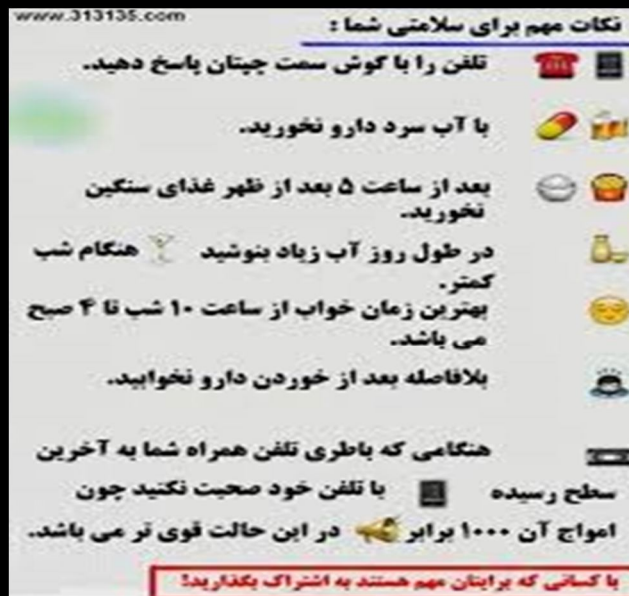 www.313135.com
نکات مهم برای سلامتی شما :
تلفن را با گوش سمت چپتان پاسخ دهید.
با آب سرد دارو نخورید.
بعد از ساعت ۵ بعد از ظهر غذای سنگین
نخورید.
در طول روز آب زیاد بنوشید هنگام شب
کمتر.
بهترین زمان خواب از ساعت ۱۰ شب تا ۴ صبح
می باشد.
بلافاصله بعد از خوردن دارو نخوابید.
هنگامی که باطری تلفن همراه شما به آخرین
سطح رسیده با تلفن خود صحبت نکنید چون
امواج آن ۱۰۰۰ برابر در این حالت قوی تر می باشد.
با کسانی که برایتان مهم هستند به اشتراک بگذارید!